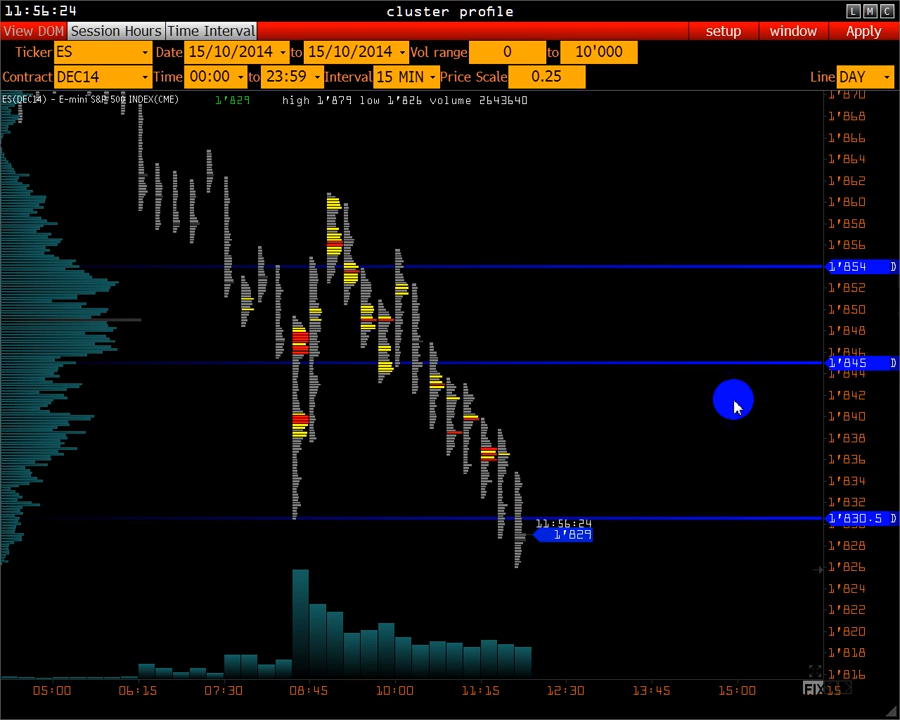 11:56:24 cluster profile L M C
View DOM Session Hours Time Interval setup window Apply
Ticker ES Date 15/10/2014 to 15/10/2014 Vol range 0 to 10'000
Contract DEC14 Time 00:00 to 23:59 Interval 15 MIN Price Scale 0.25 Line DAY
ES(DEC14) - E-mini S&P 500 INDEX(CME) 1'829 high 1'879 low 1'826 volume 2643640
1'870
1'868
1'866
1'864
1'862
1'860
1'858
1'856
1'854 D
1'852
1'850
1'848
1'846
1'845 D
1'844
1'842
1'840
1'838
1'836
1'834
1'832
1'830.5 D
11:56:24
1'829
1'828
1'826
1'824
1'822
1'820
1'818
1'816
FIX
05:00 06:15 07:30 08:45 10:00 11:15 12:30 13:45 15:00